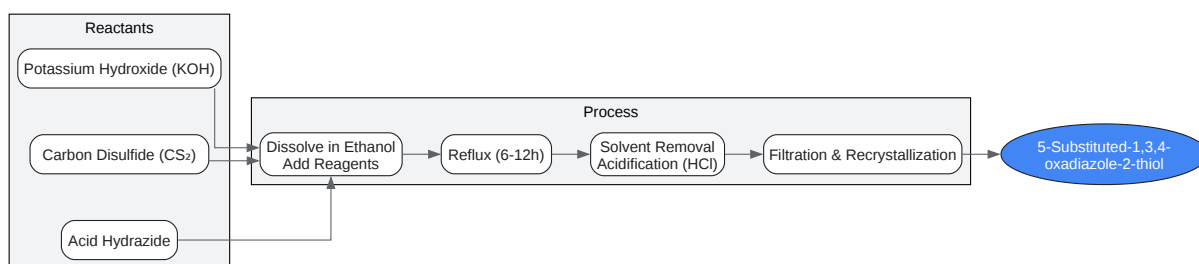 Reactants
Potassium Hydroxide (KOH)
Carbon Disulfide (CS₂)
Acid Hydrazide
Process
Dissolve in Ethanol
Add Reagents
Reflux (6-12h)
Solvent Removal
Acidification (HCl)
Filtration & Recrystallization
5-Substituted-1,3,4-
oxadiazole-2-thiol